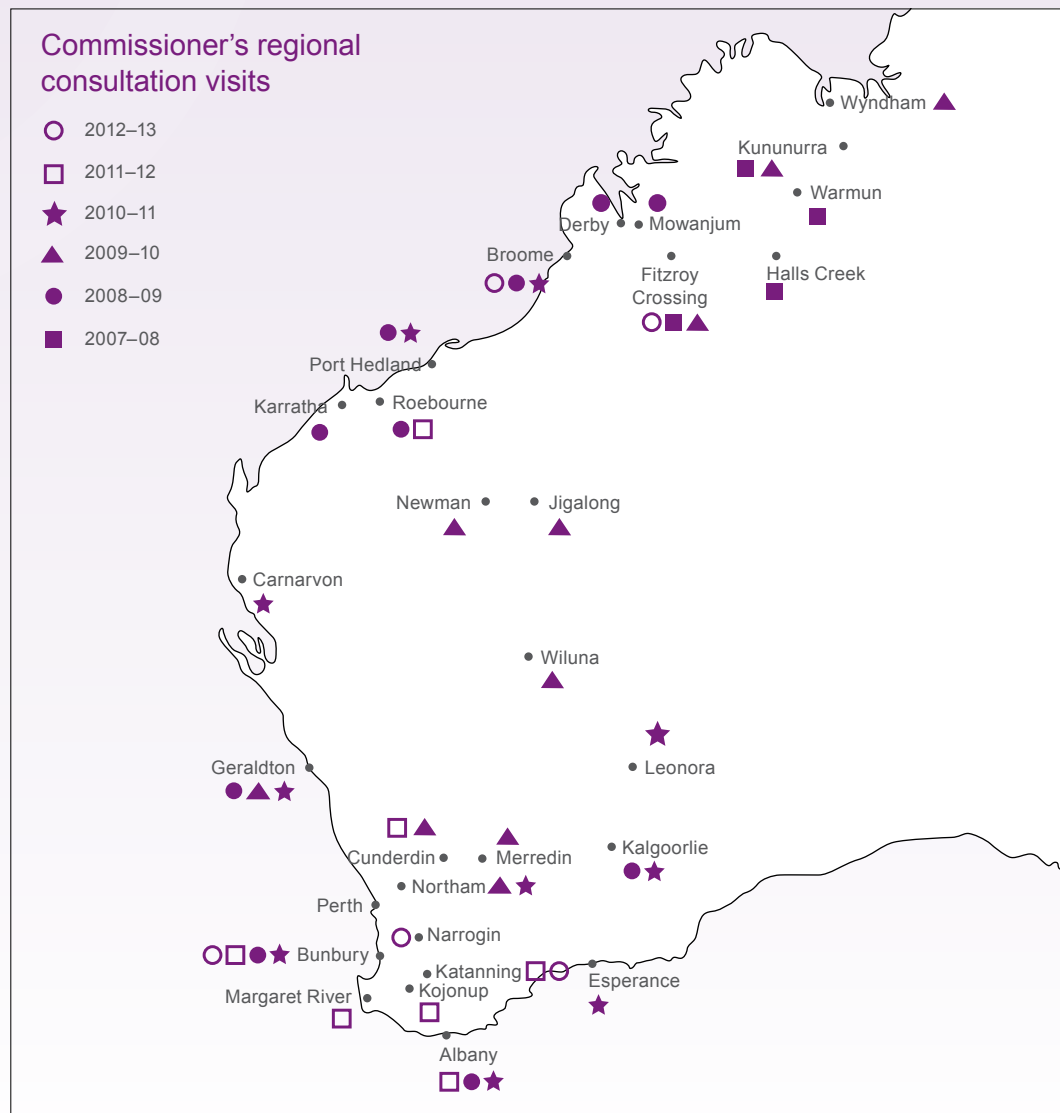 Commissioner's regional
consultation visits
2012–13
2011–12
2010–11
2009–10
2008–09
2007–08
Wyndham
Kununurra
Warmun
Derby
Mowanjum
Broome
Fitzroy
Crossing
Halls Creek
Port Hedland
Karratha
Roebourne
Newman
Jigalong
Carnarvon
Wiluna
Geraldton
Leonora
Cunderdin
Merredin
Kalgoorlie
Northam
Perth
Narrogin
Bunbury
Katanning
Esperance
Margaret River
Kojonup
Albany